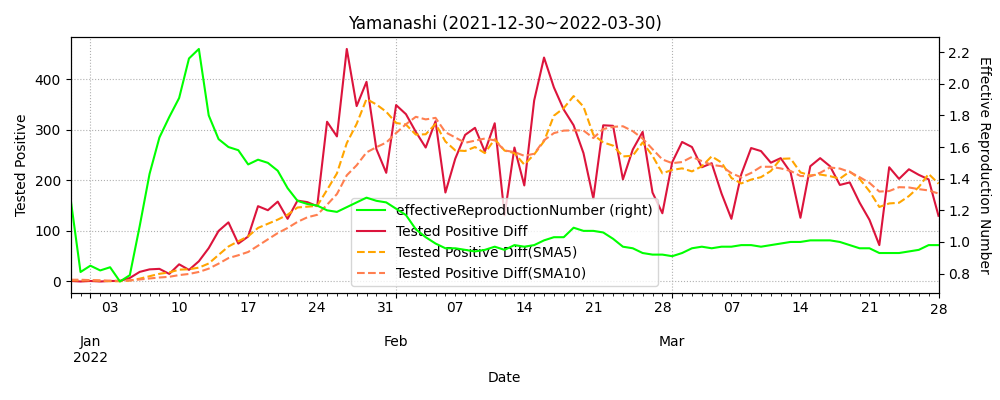 Yamanashi (2021-12-30~2022-03-30)
Tested Positive
400
300
200
100
0
2.2
2.0
1.8
1.6
1.4
1.2
1.0
0.8
Effective Reproduction Number
effectiveReproductionNumber (right)
Tested Positive Diff
Tested Positive Diff(SMA5)
Tested Positive Diff(SMA10)
03 10 17 24 31 07 14 21 28 07 14 21 28
Jan Feb Mar
2022
Date